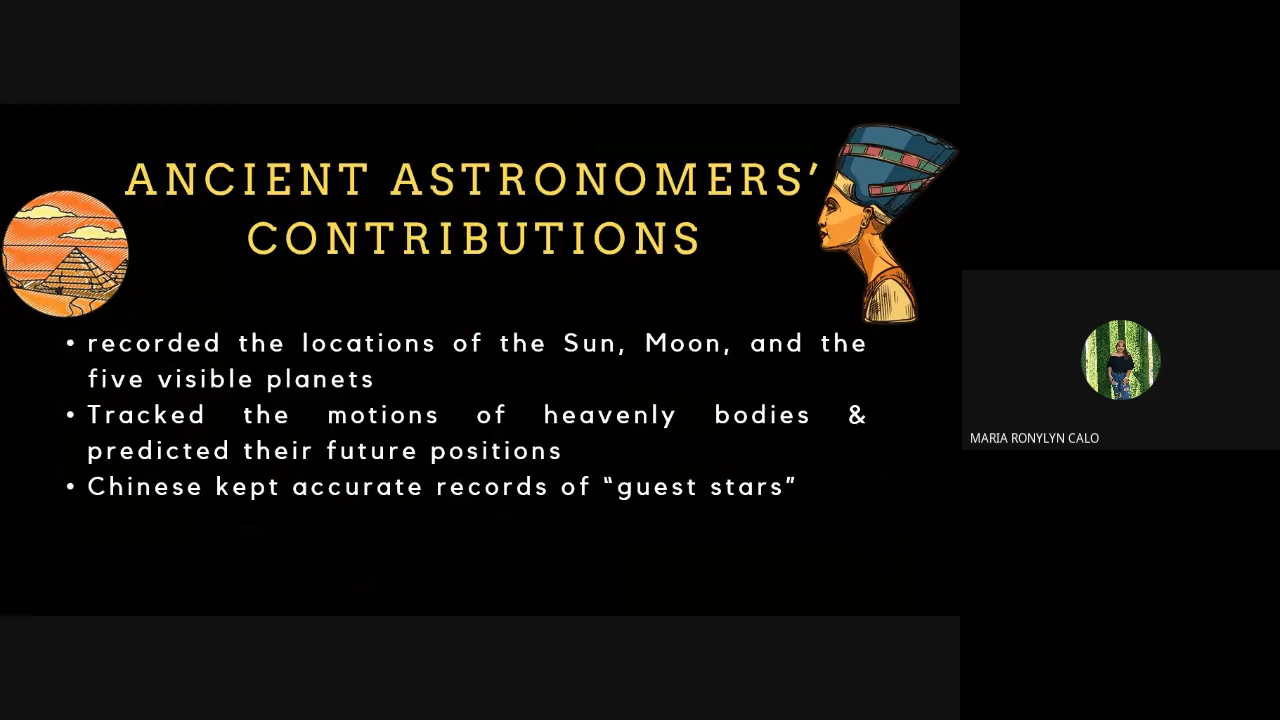 ANCIENT ASTRONOMERS’
CONTRIBUTIONS
• recorded the locations of the Sun, Moon, and the
five visible planets
• Tracked the motions of heavenly bodies &
predicted their future positions
• Chinese kept accurate records of “guest stars”
MARIA RONYLYN CALO